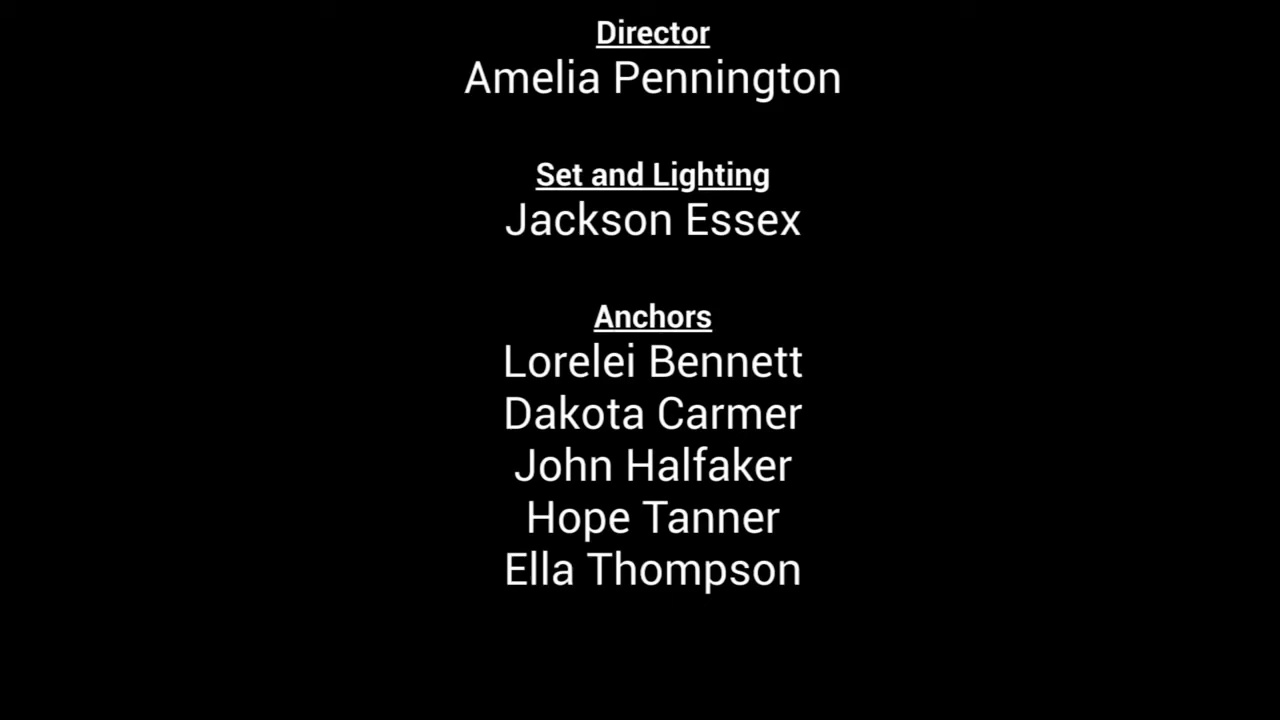 Director
Amelia Pennington
Set and Lighting
Jackson Essex
Anchors
Lorelei Bennett
Dakota Carmer
John Halfaker
Hope Tanner
Ella Thompson